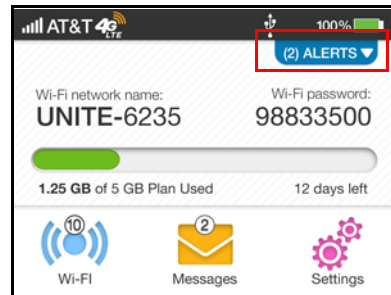 AT&T 4G LTE 100%
(2) ALERTS
Wi-Fi network name: Wi-Fi password:
UNITE-6235 98833500
1.25 GB of 5 GB Plan Used 12 days left
10 2
Wi-FI Messages Settings